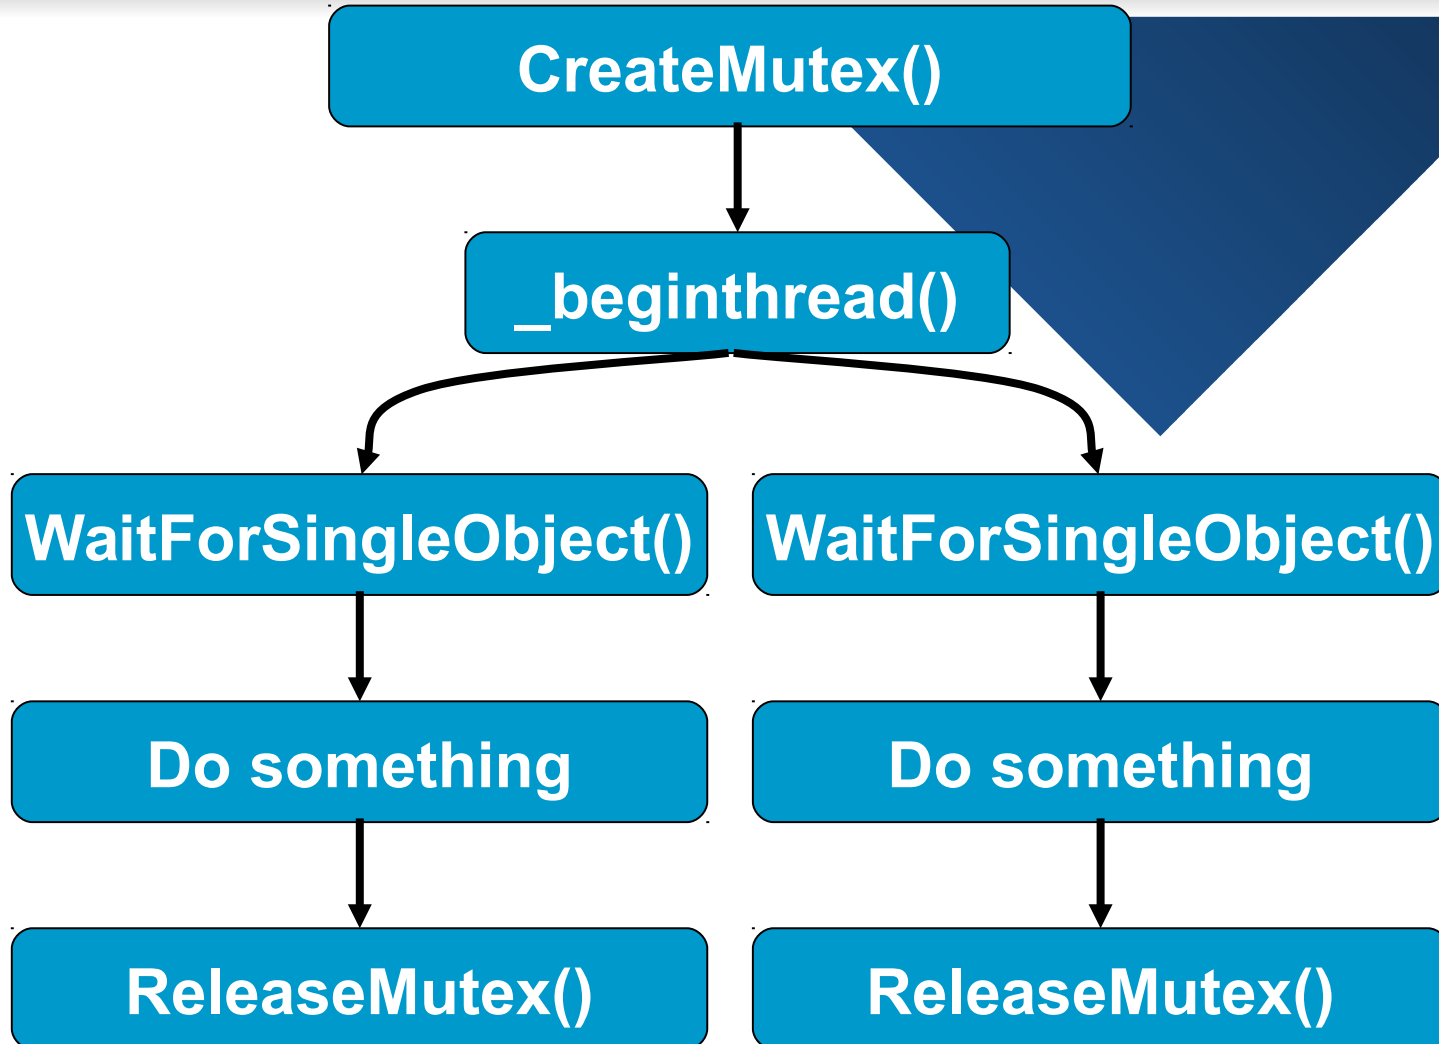 CreateMutex()
_beginthread()
WaitForSingleObject()
WaitForSingleObject()
Do something
Do something
ReleaseMutex()
ReleaseMutex()